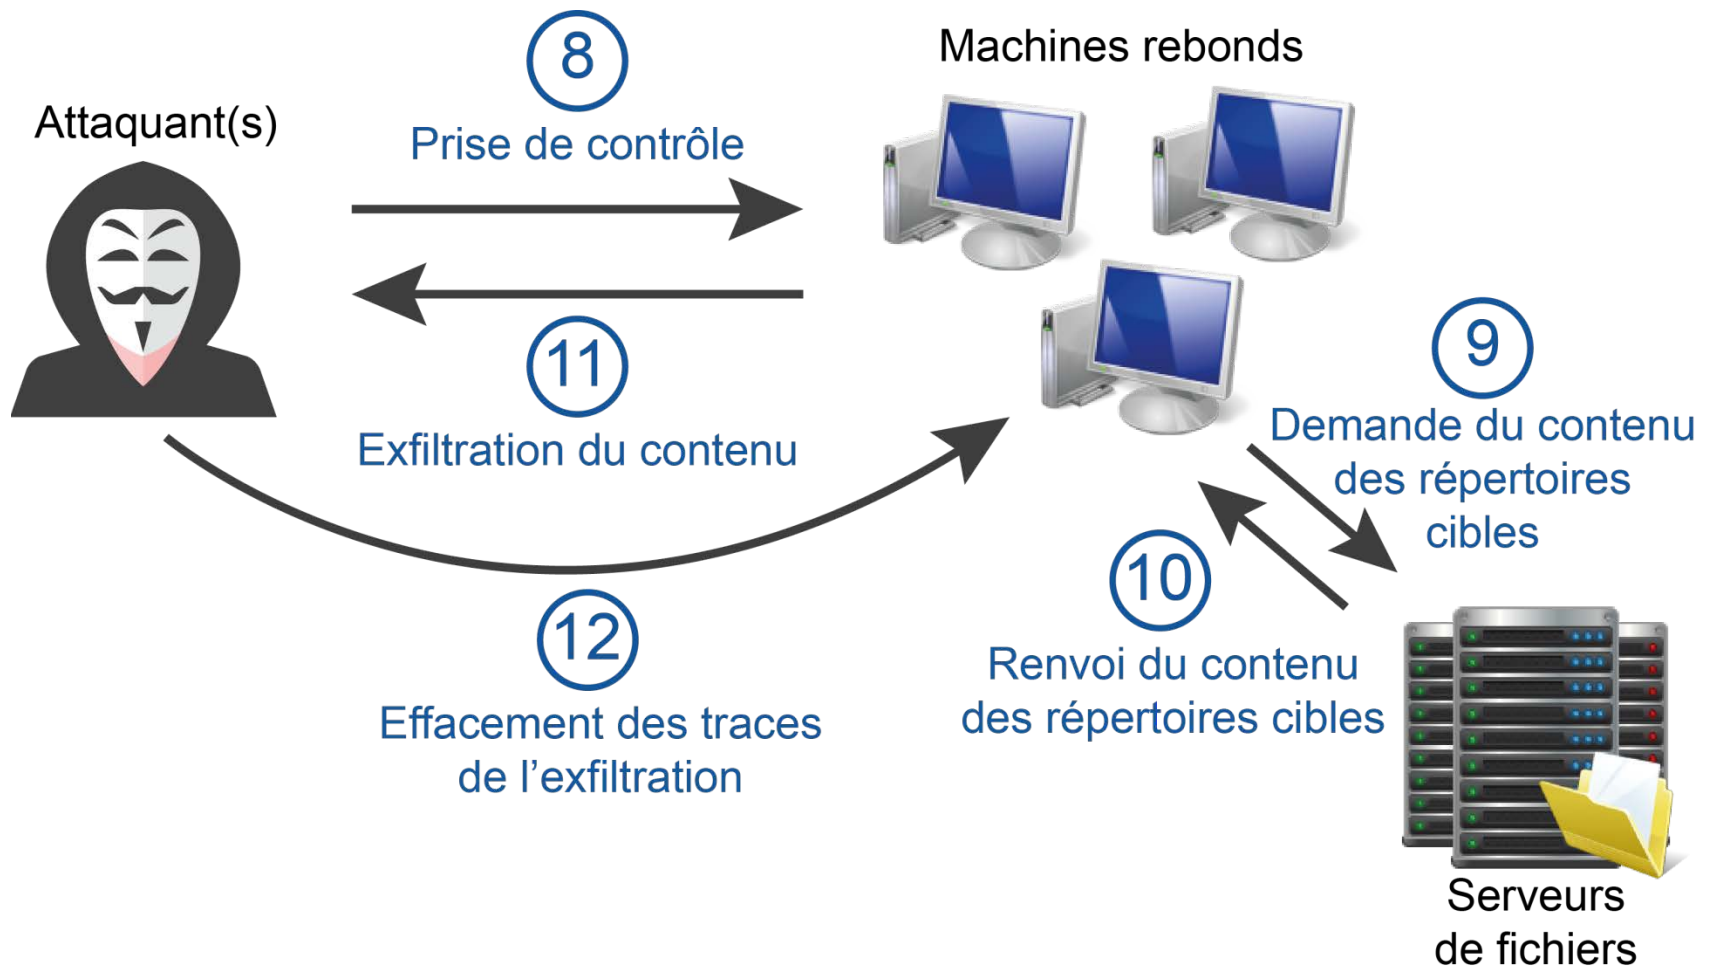 Attaquant(s)
8
Prise de contrôle
Machines rebonds
11
Exfiltration du contenu
9
Demande du contenu
des répertoires
cibles
10
Renvoi du contenu
des répertoires cibles
12
Effacement des traces
de l’exfiltration
Serveurs
de fichiers